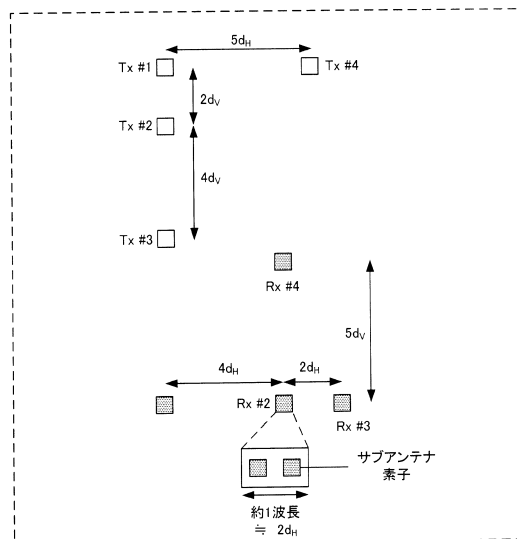 5dH
Tx #1
Tx #4
2dV
Tx #2
4dV
Tx #3
Rx #4
5dV
4dH
2dH
Rx #2
Rx #3
サブアンテナ
素子
約1波長
≒ 2dH